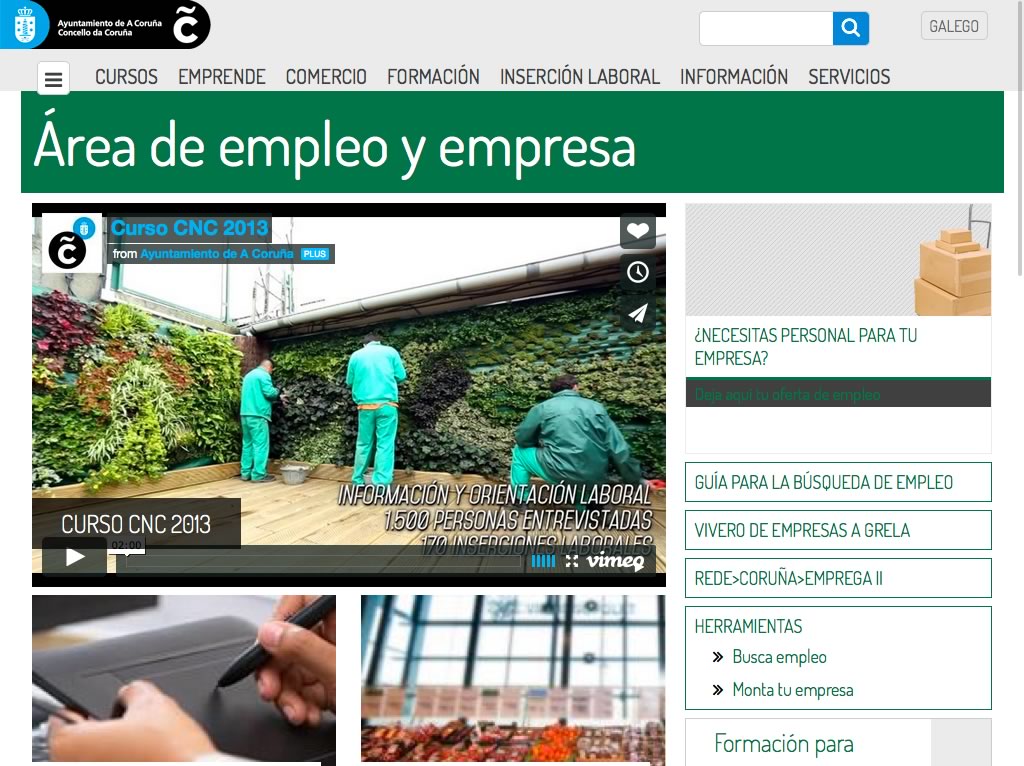 Ayuntamiento de A Coruña
Concello da Coruña
GALEGO
CURSOS EMPRENDE COMERCIO FORMACIÓN INSERCIÓN LABORAL INFORMACIÓN SERVICIOS
Área de empleo y empresa
Curso CNC 2013
from Ayuntamiento de A Coruña PLUS
INFORMACIÓN Y ORIENTACIÓN LABORAL
1.500 PERSONAS ENTREVISTADAS
170 INSERCIONES LABORALES
CURSO CNC 2013
02:00
vimeo
¿NECESITAS PERSONAL PARA TU
EMPRESA?
Deja aquí tu oferta de empleo
GUÍA PARA LA BÚSQUEDA DE EMPLEO
VIVERO DE EMPRESAS A GRELA
REDE>CORUÑA>EMPREGA II
HERRAMIENTAS
Busca empleo
Monta tu empresa
Formación para